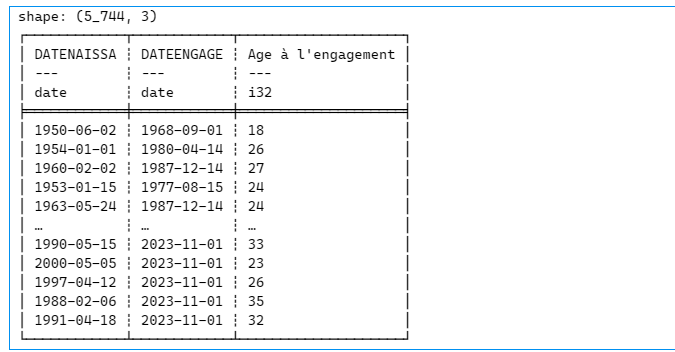 shape: (5_744, 3)
DATENAISSA ┆ DATEENGAGE ┆ Age à l'engagement
--- ┆ --- ┆ ---
date ┆ date ┆ i32
1950-06-02 ┆ 1968-09-01 ┆ 18
1954-01-01 ┆ 1980-04-14 ┆ 26
1960-02-02 ┆ 1987-12-14 ┆ 27
1953-01-15 ┆ 1977-08-15 ┆ 24
1963-05-24 ┆ 1987-12-14 ┆ 24
… ┆ … ┆ …
1990-05-15 ┆ 2023-11-01 ┆ 33
2000-05-05 ┆ 2023-11-01 ┆ 23
1997-04-12 ┆ 2023-11-01 ┆ 26
1988-02-06 ┆ 2023-11-01 ┆ 35
1991-04-18 ┆ 2023-11-01 ┆ 32